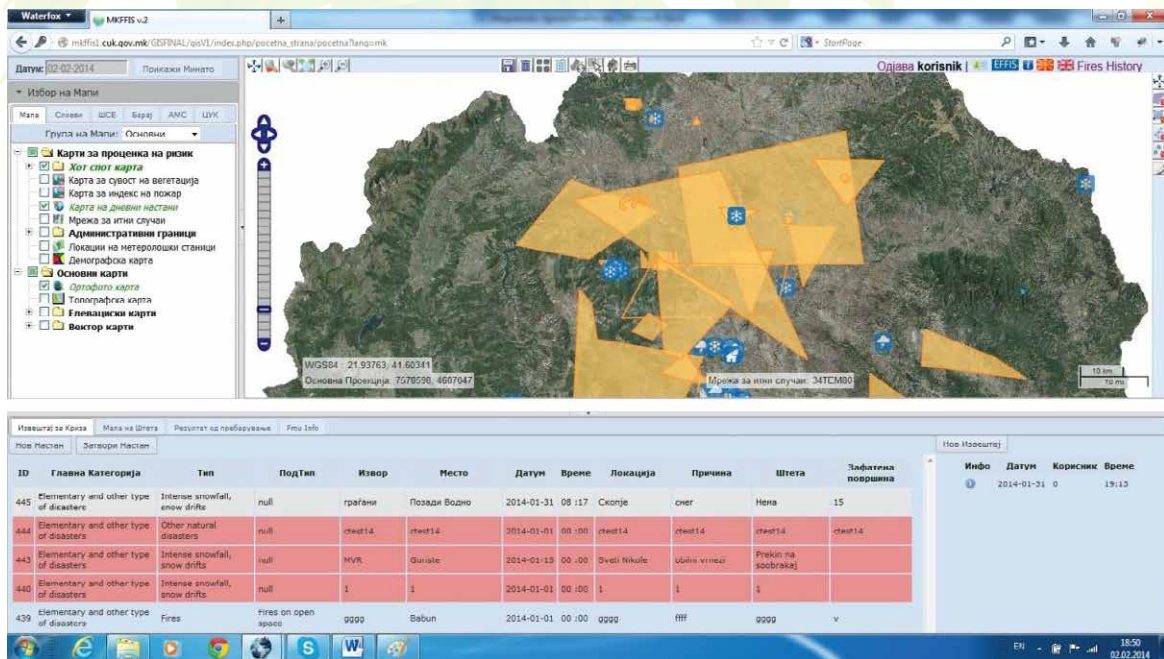 Waterfox
MKFFIS v.2
mkffis1.cuk.gov.mk/GISFINAL/gisV1/index.php/pocetna_strana/pocetna?lang=mk
StartPage
Датум: 02-02-2014 Прикажи Минато
Одјава korisnik | EFFIS Fires History
Избор на Мапи
Мапа Слоеви ШСЕ Барај АМС ЦУК
Група на Мапи: Основни
Карти за проценка на ризик
Хот спот карта
Карта за сувост на вегетација
Карта за индекс на пожар
Карта на дневни настани
Мрежа за итни случаи
Административни граници
Локации на метеролошки станици
Демографска карта
Основни карти
Ортофото карта
Топографска карта
Елевациски карти
Вектор карти
WGS84 : 21.93763, 41.60341
Основна Проекција: 7570590, 4607047
Мрежа за итни случаи: 34TCM00
10 km
10 mi
Извештај за Криза Мапа на Штета Резултат од пребарување Fmu Info
Нов Настан Затвори Настан
Нов Извештај
ID Главна Категорија Тип ПодТип Извор Место Датум Време Локација Причина Штета Зафатена површина
445 Elementary and other type of disasters Intense snowfall, snow drifts null граѓани Позади Водно 2014-01-31 08 :17 Скопје снег Нема 15
444 Elementary and other type of disasters Other natural disasters null ctest14 ctest14 2014-01-01 00 :00 ctest14 ctest14 ctest14 ctest14
443 Elementary and other type of disasters Intense snowfall, snow drifts null MVR Guriste 2014-01-15 00 :00 Sveti Nikole obilni vrnezi Prekin na soobrakaj
440 Elementary and other type of disasters Intense snowfall, snow drifts null 1 1 2014-01-01 00 :00 1 1 1
439 Elementary and other type of disasters Fires Fires on open space gggg Babun 2014-01-01 00 :00 gggg ffff gggg v
Инфо Датум Корисник Време
2014-01-31 0 19:13
EN
18:50
02.02.2014